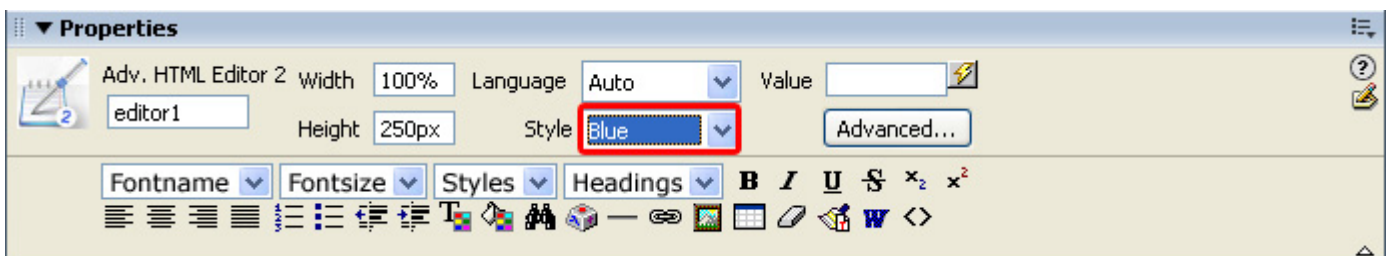 Properties
Adv. HTML Editor 2 Width 100% Language Auto Value
editor1 Height 250px Style Blue Advanced...
Fontname Fontsize Styles Headings B I U S x₂ x²